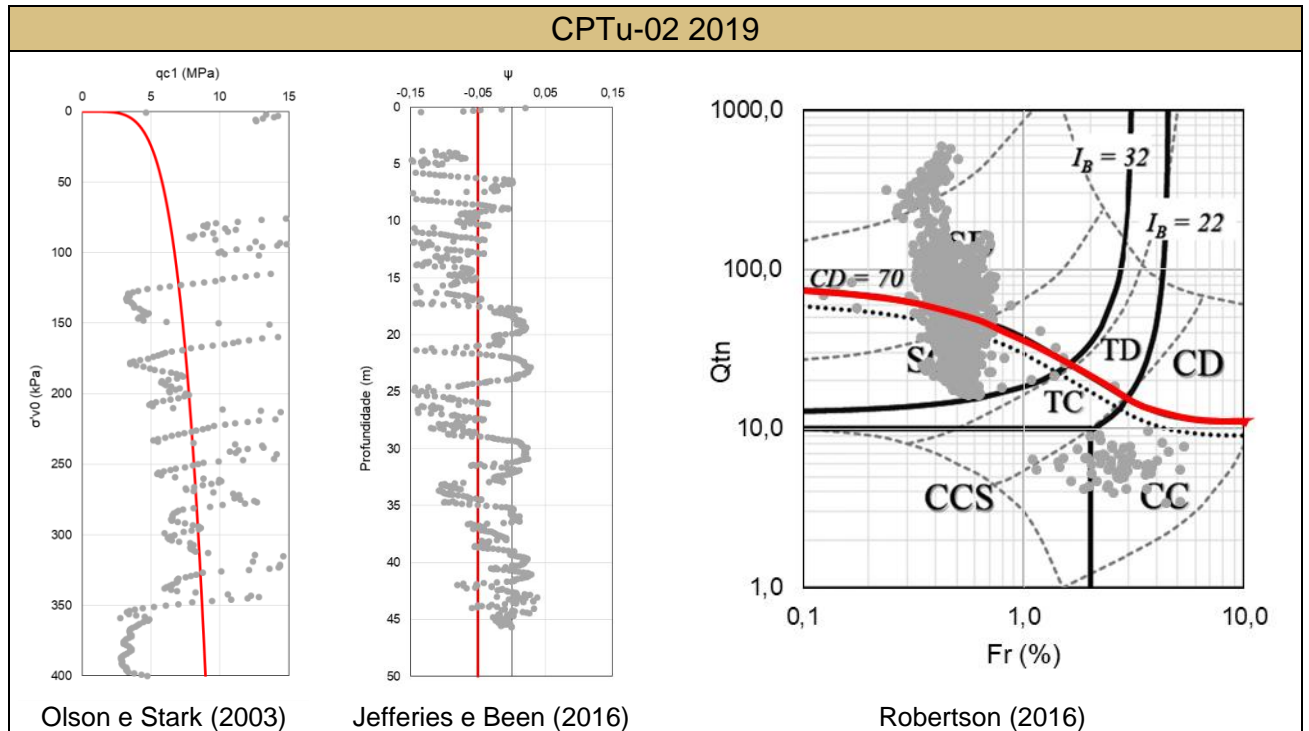 CPTu-02 2019
qc1 (MPa)
0 5 10 15
0
50
100
150
200
250
300
350
400
σ'v0 (kPa)
Olson e Stark (2003)
ψ
-0,15 -0,05 0,05 0,15
0
5
10
15
20
25
30
35
40
45
50
Profundidade (m)
Jefferies e Been (2016)
1000,0
100,0
10,0
1,0
Qtn
I_B = 32
I_B = 22
CD = 70
TD
CD
TC
CCS
CC
0,1 1,0 10,0
Fr (%)
Robertson (2016)